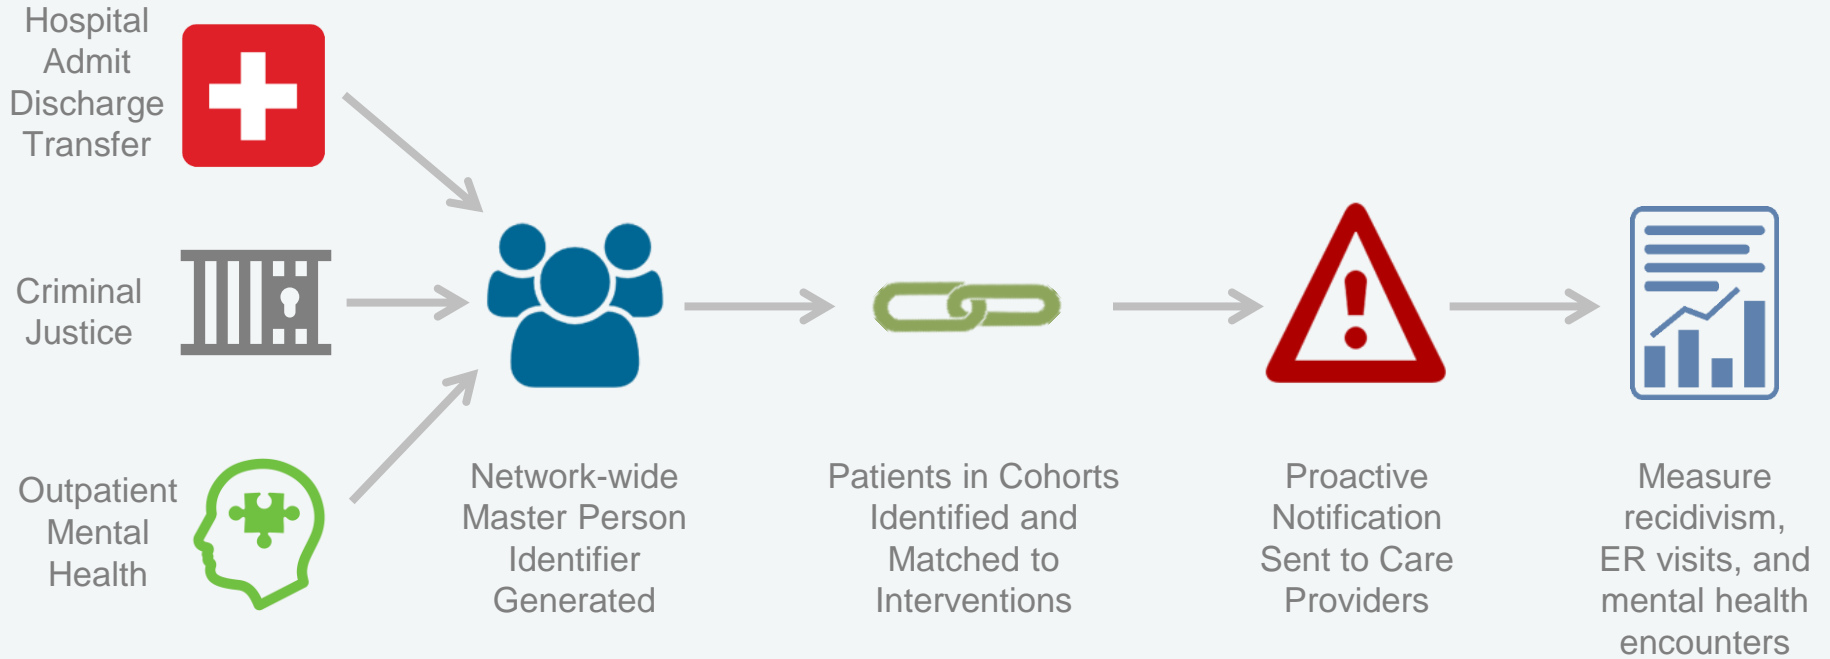 Hospital
Admit
Discharge
Transfer
Criminal
Justice
Outpatient
Mental
Health
Network-wide
Master Person
Identifier
Generated
Patients in Cohorts
Identified and
Matched to
Interventions
Proactive
Notification
Sent to Care
Providers
Measure
recidivism,
ER visits, and
mental health
encounters